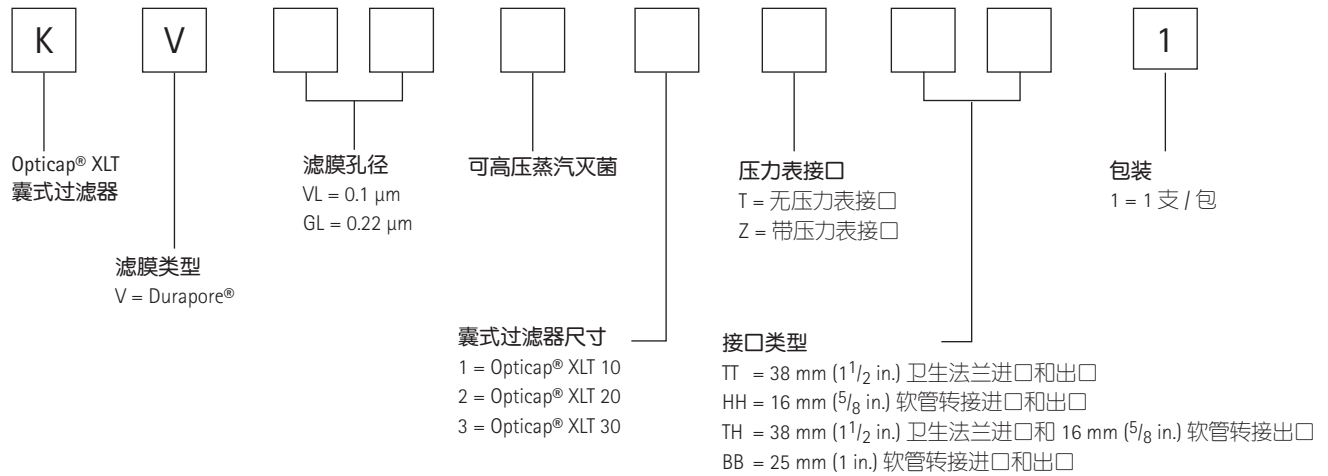 K V 1
Opticap® XLT
囊式过滤器
滤膜类型
V = Durapore®
滤膜孔径
VL = 0.1 μm
GL = 0.22 μm
可高压蒸汽灭菌
囊式过滤器尺寸
1 = Opticap® XLT 10
2 = Opticap® XLT 20
3 = Opticap® XLT 30
压力表接口
T = 无压力表接口
Z = 带压力表接口
接口类型
TT = 38 mm (1 1/2 in.) 卫生法兰进口和出口
HH = 16 mm (5/8 in.) 软管转接进口和出口
TH = 38 mm (1 1/2 in.) 卫生法兰进口和 16 mm (5/8 in.) 软管转接出口
BB = 25 mm (1 in.) 软管转接进口和出口
包装
1 = 1 支 / 包